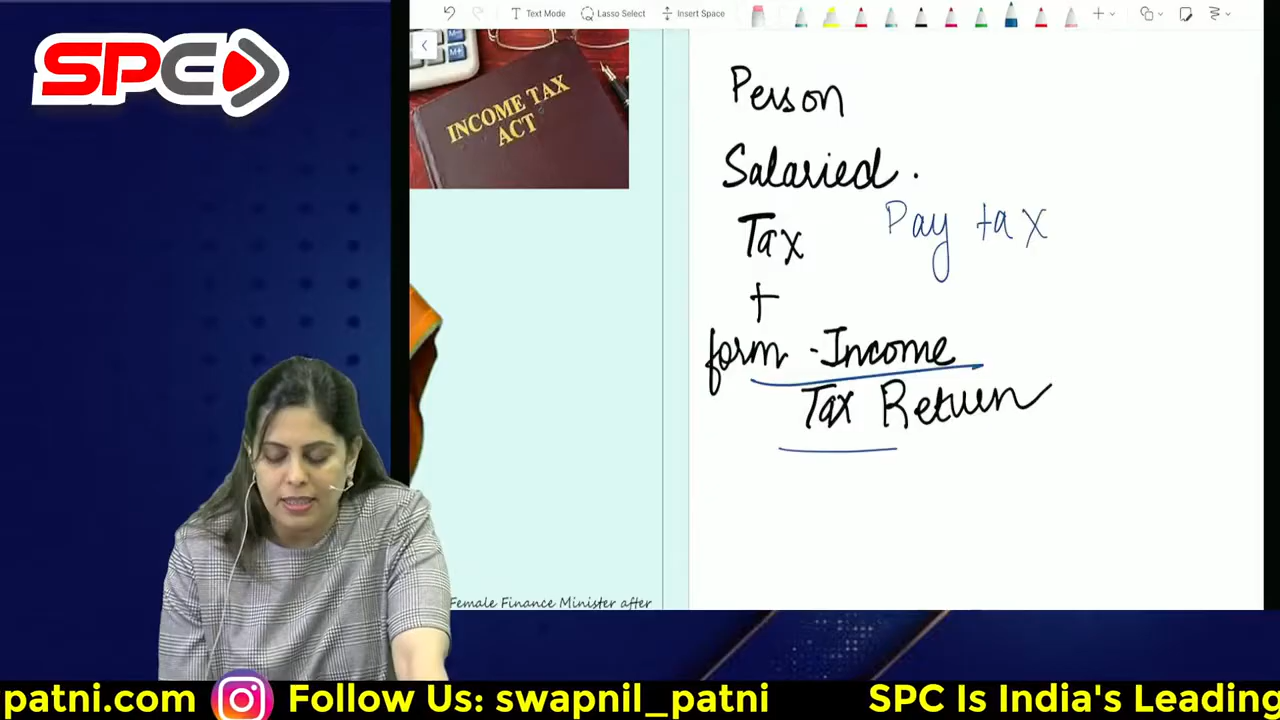 SPC
Text Mode
Lasso Select
Insert Space
M-
M+
INCOME TAX
ACT
Person
Salaried .
Tax
Pay tax
+
form - Income
Tax Return
Female Finance Minister after
patni.com
Follow Us: swapnil_patni
SPC Is India's Leading